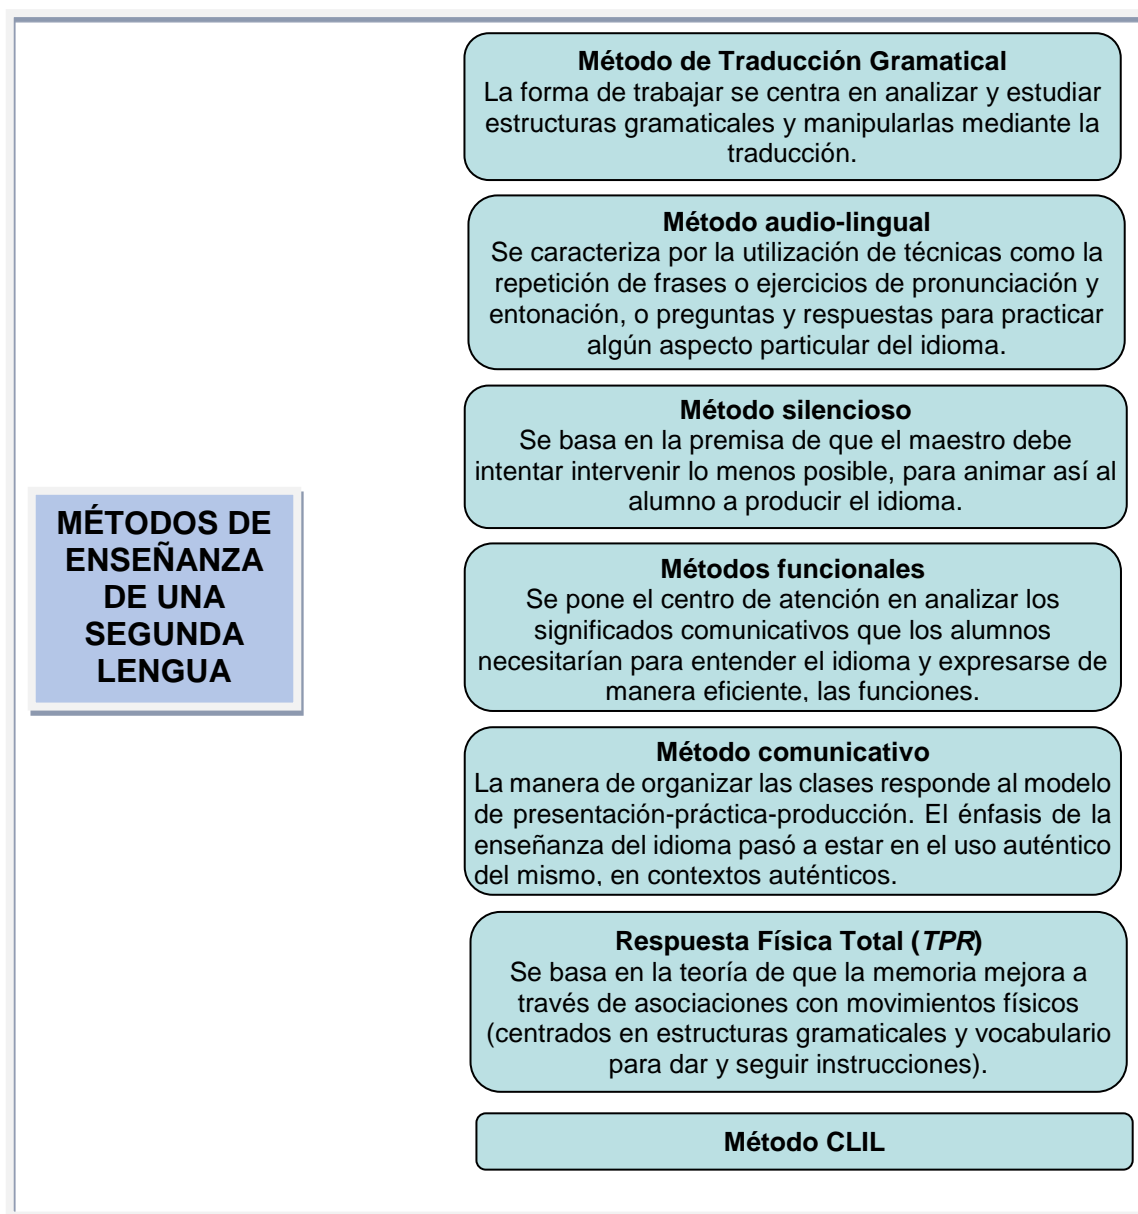 Método de Traducción Gramatical
La forma de trabajar se centra en analizar y estudiar
estructuras gramaticales y manipularlas mediante la
traducción.
Método audio-lingual
Se caracteriza por la utilización de técnicas como la
repetición de frases o ejercicios de pronunciación y
entonación, o preguntas y respuestas para practicar
algún aspecto particular del idioma.
Método silencioso
Se basa en la premisa de que el maestro debe
intentar intervenir lo menos posible, para animar así al
alumno a producir el idioma.
MÉTODOS DE
ENSEÑANZA
DE UNA
SEGUNDA
LENGUA
Métodos funcionales
Se pone el centro de atención en analizar los
significados comunicativos que los alumnos
necesitarían para entender el idioma y expresarse de
manera eficiente, las funciones.
Método comunicativo
La manera de organizar las clases responde al modelo
de presentación-práctica-producción. El énfasis de la
enseñanza del idioma pasó a estar en el uso auténtico
del mismo, en contextos auténticos.
Respuesta Física Total (TPR)
Se basa en la teoría de que la memoria mejora a
través de asociaciones con movimientos físicos
(centrados en estructuras gramaticales y vocabulario
para dar y seguir instrucciones).
Método CLIL